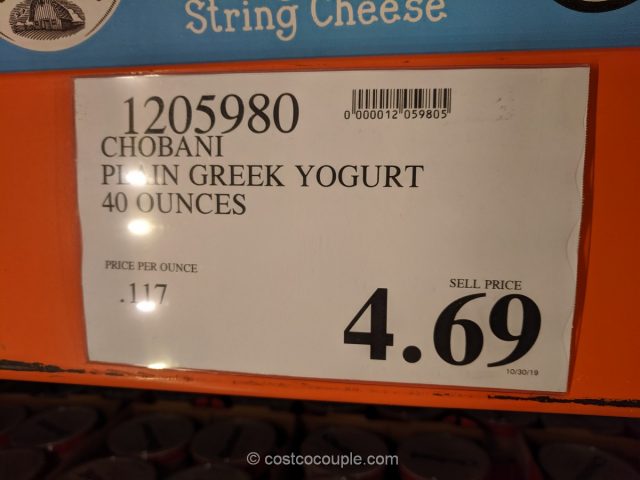 String Cheese
1205980
0 000012 059805
CHOBANI
PLAIN GREEK YOGURT
40 OUNCES
PRICE PER OUNCE
.117
SELL PRICE
4.69
10/30/19
© costcocouple.com